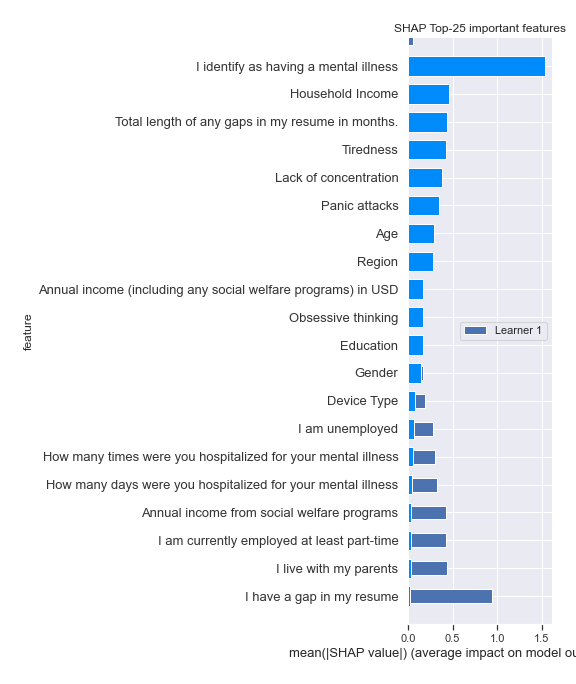 SHAP Top-25 important features
I identify as having a mental illness
Household Income
Total length of any gaps in my resume in months.
Tiredness
Lack of concentration
Panic attacks
Age
Region
Annual income (including any social welfare programs) in USD
Obsessive thinking
Education
Gender
Device Type
I am unemployed
How many times were you hospitalized for your mental illness
How many days were you hospitalized for your mental illness
Annual income from social welfare programs
I am currently employed at least part-time
I live with my parents
I have a gap in my resume
feature
Learner 1
0.0 0.5 1.0 1.5
mean(|SHAP value|) (average impact on model ou